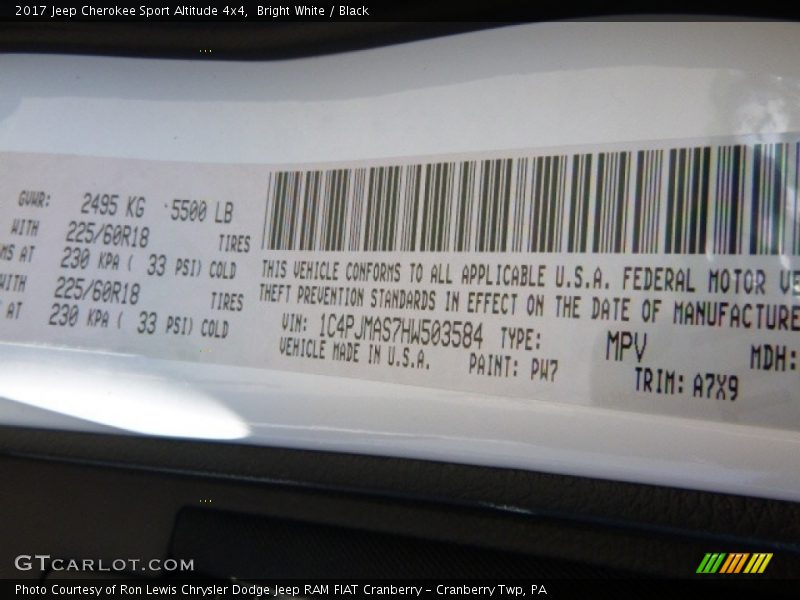 2017 Jeep Cherokee Sport Altitude 4x4, Bright White / Black
GVWR: 2495 KG 5500 LB
WITH 225/60R18 TIRES
MS AT 230 KPA ( 33 PSI) COLD
WITH 225/60R18 TIRES
AT 230 KPA ( 33 PSI) COLD
THIS VEHICLE CONFORMS TO ALL APPLICABLE U.S.A. FEDERAL MOTOR VE
THEFT PREVENTION STANDARDS IN EFFECT ON THE DATE OF MANUFACTURE
VIN: 1C4PJMAS7HW503584 TYPE: MPV MDH:
VEHICLE MADE IN U.S.A. PAINT: PW7 TRIM: A7X9
GTCARLOT.COM
Photo Courtesy of Ron Lewis Chrysler Dodge Jeep RAM FIAT Cranberry – Cranberry Twp, PA